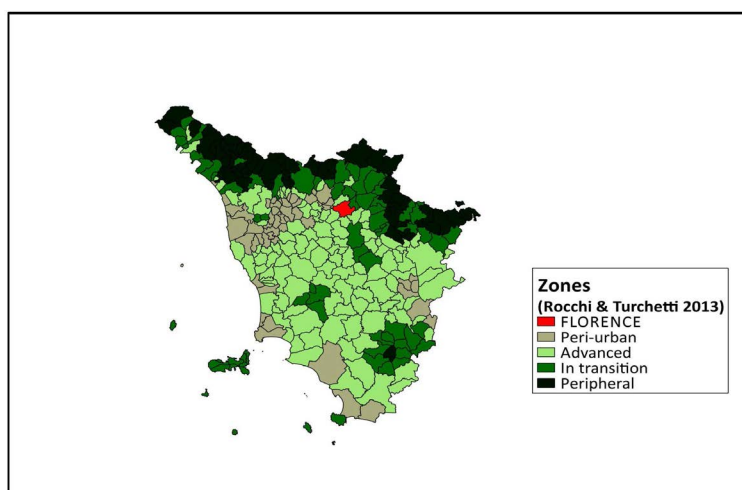 Zones
(Rocchi & Turchetti 2013)
FLORENCE
Peri-urban
Advanced
In transition
Peripheral